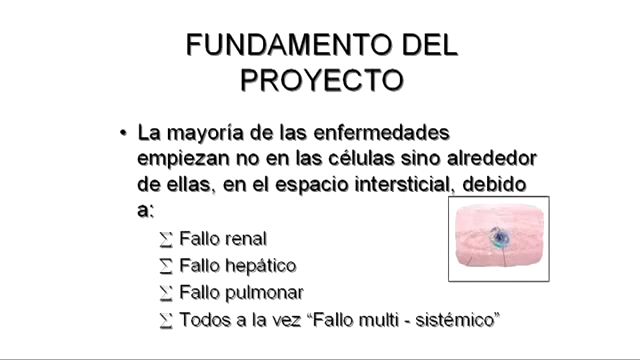 FUNDAMENTO DEL
PROYECTO
• La mayoría de las enfermedades
empiezan no en las células sino alrededor
de ellas, en el espacio intersticial, debido
a:
∑ Fallo renal
∑ Fallo hepático
∑ Fallo pulmonar
∑ Todos a la vez “Fallo multi - sistémico”